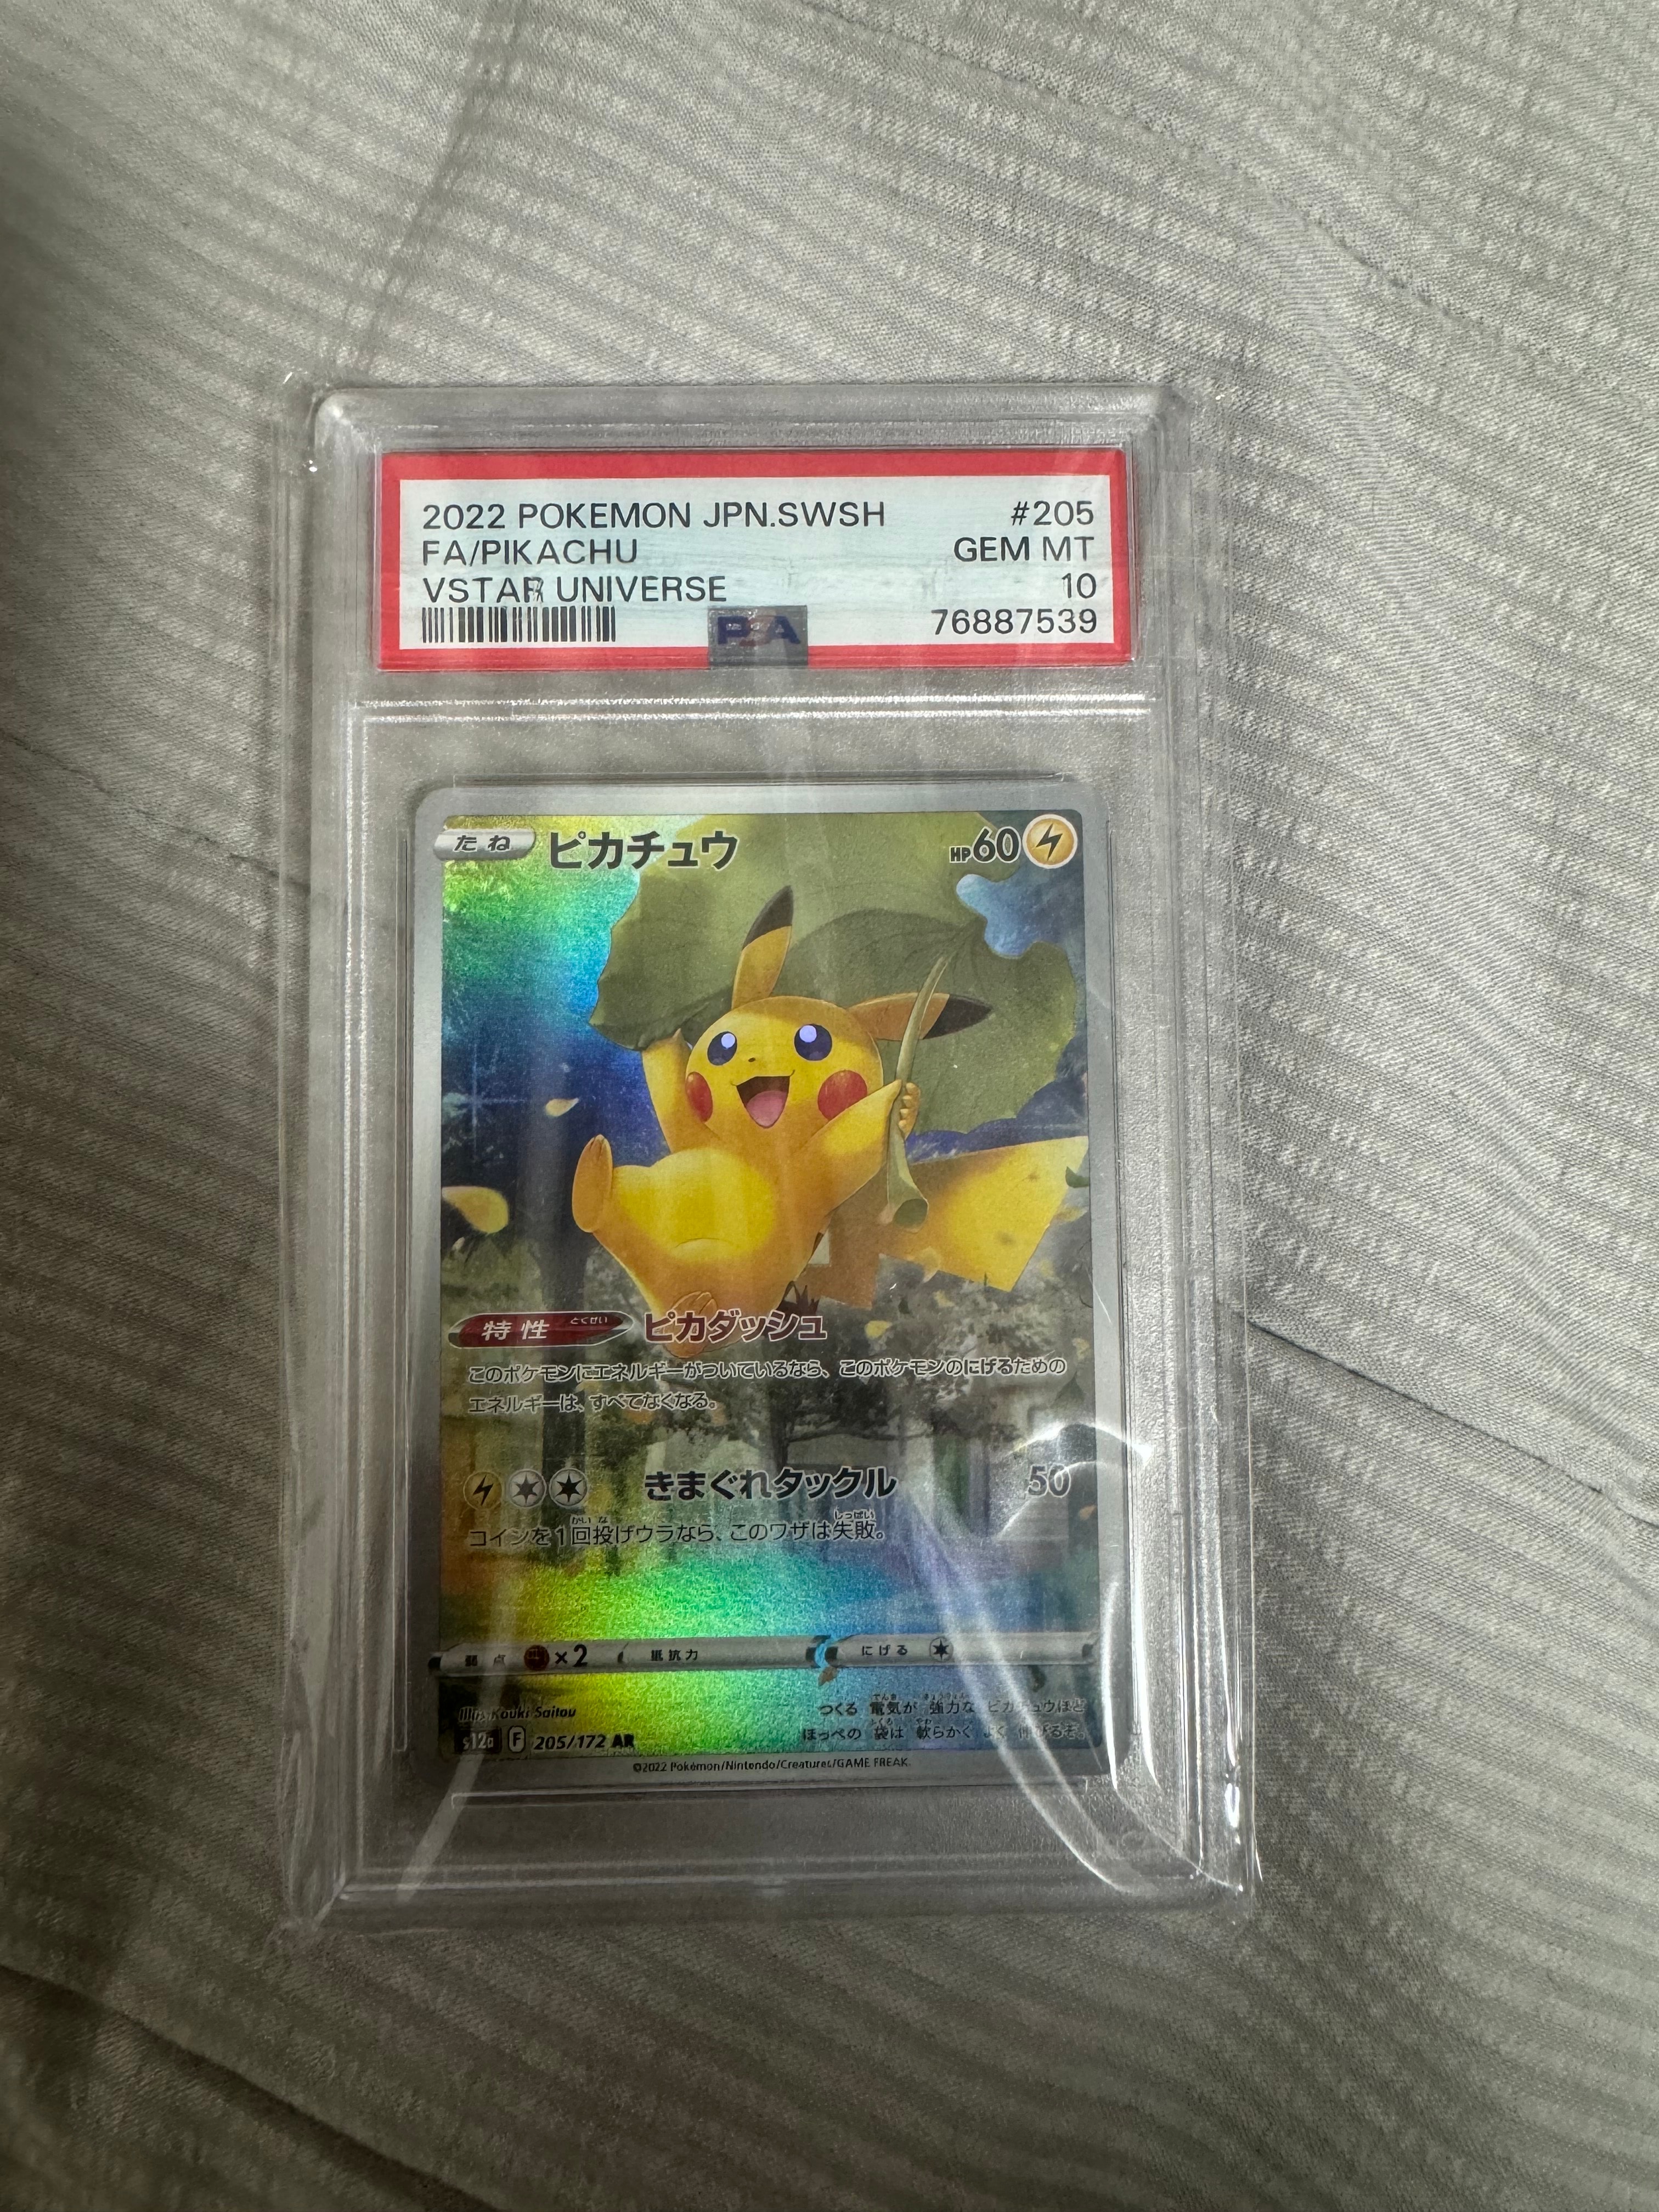 2022 POKEMON JPN.SWSH #205
FA/PIKACHU GEM MT
VSTAR UNIVERSE 10
PSA 76887539
たね ピカチュウ HP60
特性 とくせい ピカダッシュ
このポケモンにエネルギーがついているなら、このポケモンのにげるための
エネルギーは、すべてなくなる。
きまぐれタックル 50
かい な しっぱい
コインを1回投げウラなら、このワザは失敗。
弱点 ×2 抵抗力 にげる
Illus. Kouki Saitou
つくる 電気が 強力な ピカチュウほど
ほっぺの 袋は 軟らかく よく 伸びるぞ。
s12a F 205/172 AR
©2022 Pokémon/Nintendo/Creatures/GAME FREAK.